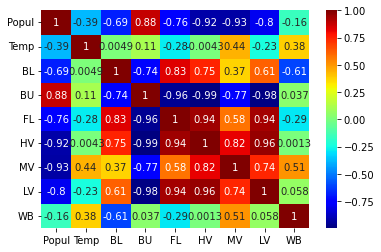 Popul 1 -0.39 -0.69 0.88 -0.76 -0.92 -0.93 -0.8 -0.16
Temp -0.39 1 0.0049 0.11 -0.28 0.0043 0.44 -0.23 0.38
BL -0.69 0.0049 1 -0.74 0.83 0.75 0.37 0.61 -0.61
BU 0.88 0.11 -0.74 1 -0.96 -0.99 -0.77 -0.98 0.037
FL -0.76 -0.28 0.83 -0.96 1 0.94 0.58 0.94 -0.29
HV -0.92 0.0043 0.75 -0.99 0.94 1 0.82 0.96 0.0013
MV -0.93 0.44 0.37 -0.77 0.58 0.82 1 0.74 0.51
LV -0.8 -0.23 0.61 -0.98 0.94 0.96 0.74 1 0.058
WB -0.16 0.38 -0.61 0.037 -0.29 0.0013 0.51 0.058 1
Popul Temp BL BU FL HV MV LV WB
1.00
0.75
0.50
0.25
0.00
-0.25
-0.50
-0.75